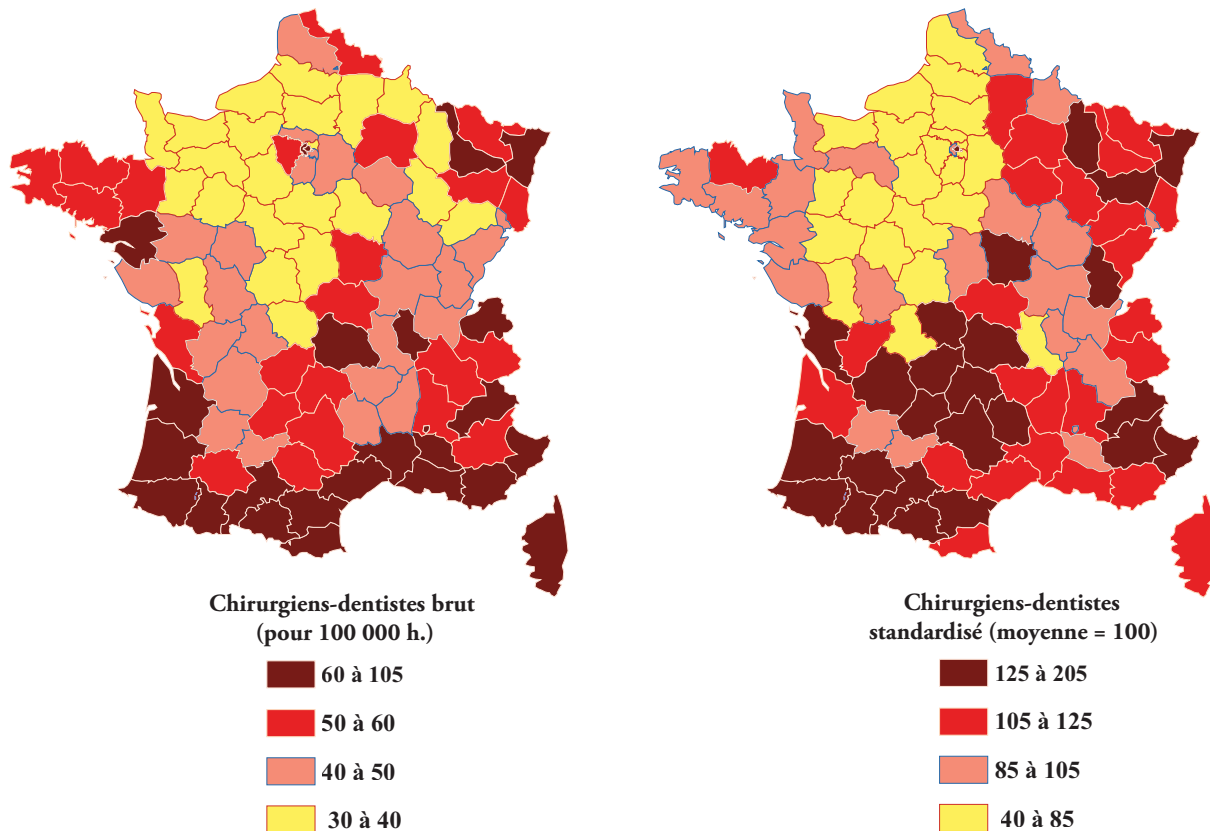 Chirurgiens-dentistes brut
(pour 100 000 h.)
60 à 105
50 à 60
40 à 50
30 à 40
Chirurgiens-dentistes
standardisé (moyenne = 100)
125 à 205
105 à 125
85 à 105
40 à 85